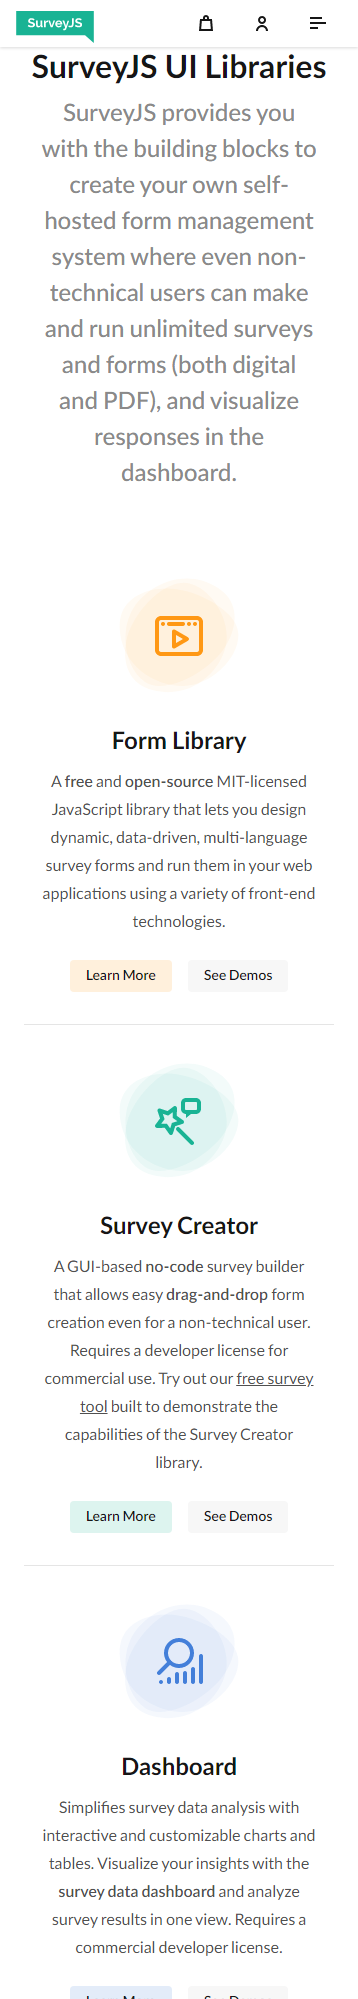 SurveyJS
SurveyJS UI Libraries
SurveyJS provides you
with the building blocks to
create your own self-
hosted form management
system where even non-
technical users can make
and run unlimited surveys
and forms (both digital
and PDF), and visualize
responses in the
dashboard.
Form Library
A free and open-source MIT-licensed
JavaScript library that lets you design
dynamic, data-driven, multi-language
survey forms and run them in your web
applications using a variety of front-end
technologies.
Learn More See Demos
Survey Creator
A GUI-based no-code survey builder
that allows easy drag-and-drop form
creation even for a non-technical user.
Requires a developer license for
commercial use. Try out our free survey
tool built to demonstrate the
capabilities of the Survey Creator
library.
Learn More See Demos
Dashboard
Simplifies survey data analysis with
interactive and customizable charts and
tables. Visualize your insights with the
survey data dashboard and analyze
survey results in one view. Requires a
commercial developer license.